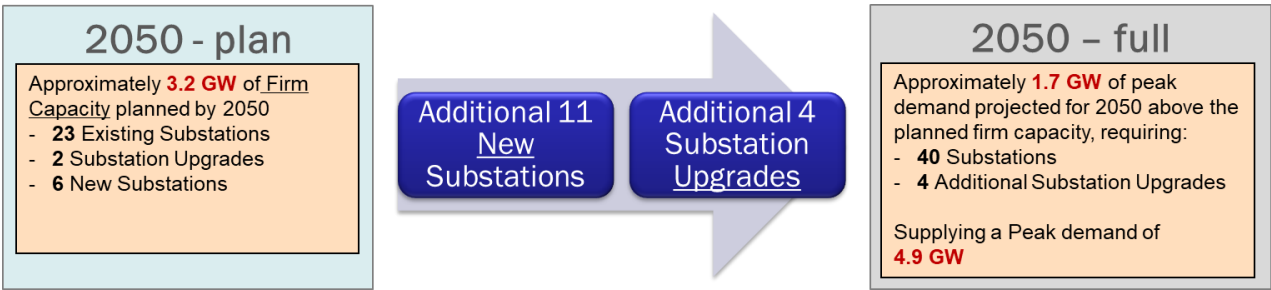 2050 - plan
Approximately 3.2 GW of Firm
Capacity planned by 2050
- 23 Existing Substations
- 2 Substation Upgrades
- 6 New Substations
Additional 11
New
Substations
Additional 4
Substation
Upgrades
2050 – full
Approximately 1.7 GW of peak
demand projected for 2050 above the
planned firm capacity, requiring:
- 40 Substations
- 4 Additional Substation Upgrades
Supplying a Peak demand of
4.9 GW